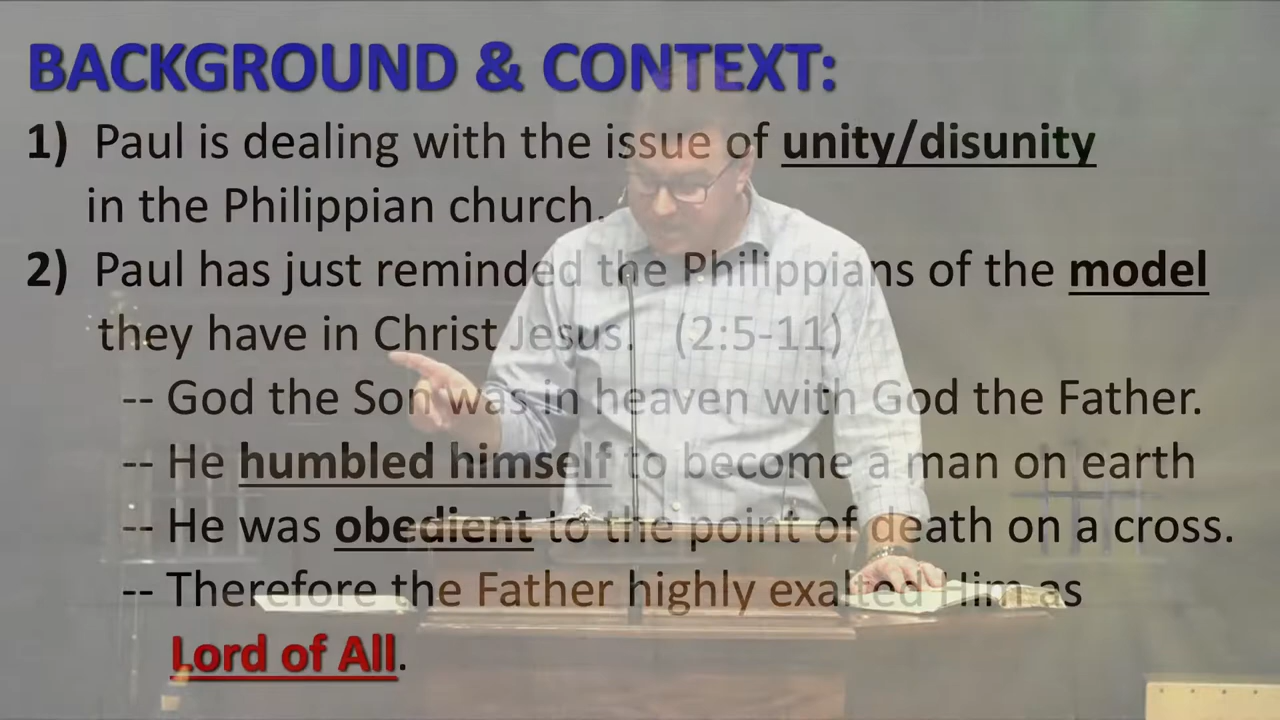 BACKGROUND & CONTEXT:
1) Paul is dealing with the issue of unity/disunity
in the Philippian church.
2) Paul has just reminded the Philippians of the model
they have in Christ Jesus. (2:5-11)
-- God the Son was in heaven with God the Father.
-- He humbled himself to become a man on earth
-- He was obedient to the point of death on a cross.
-- Therefore the Father highly exalted Him as
Lord of All.